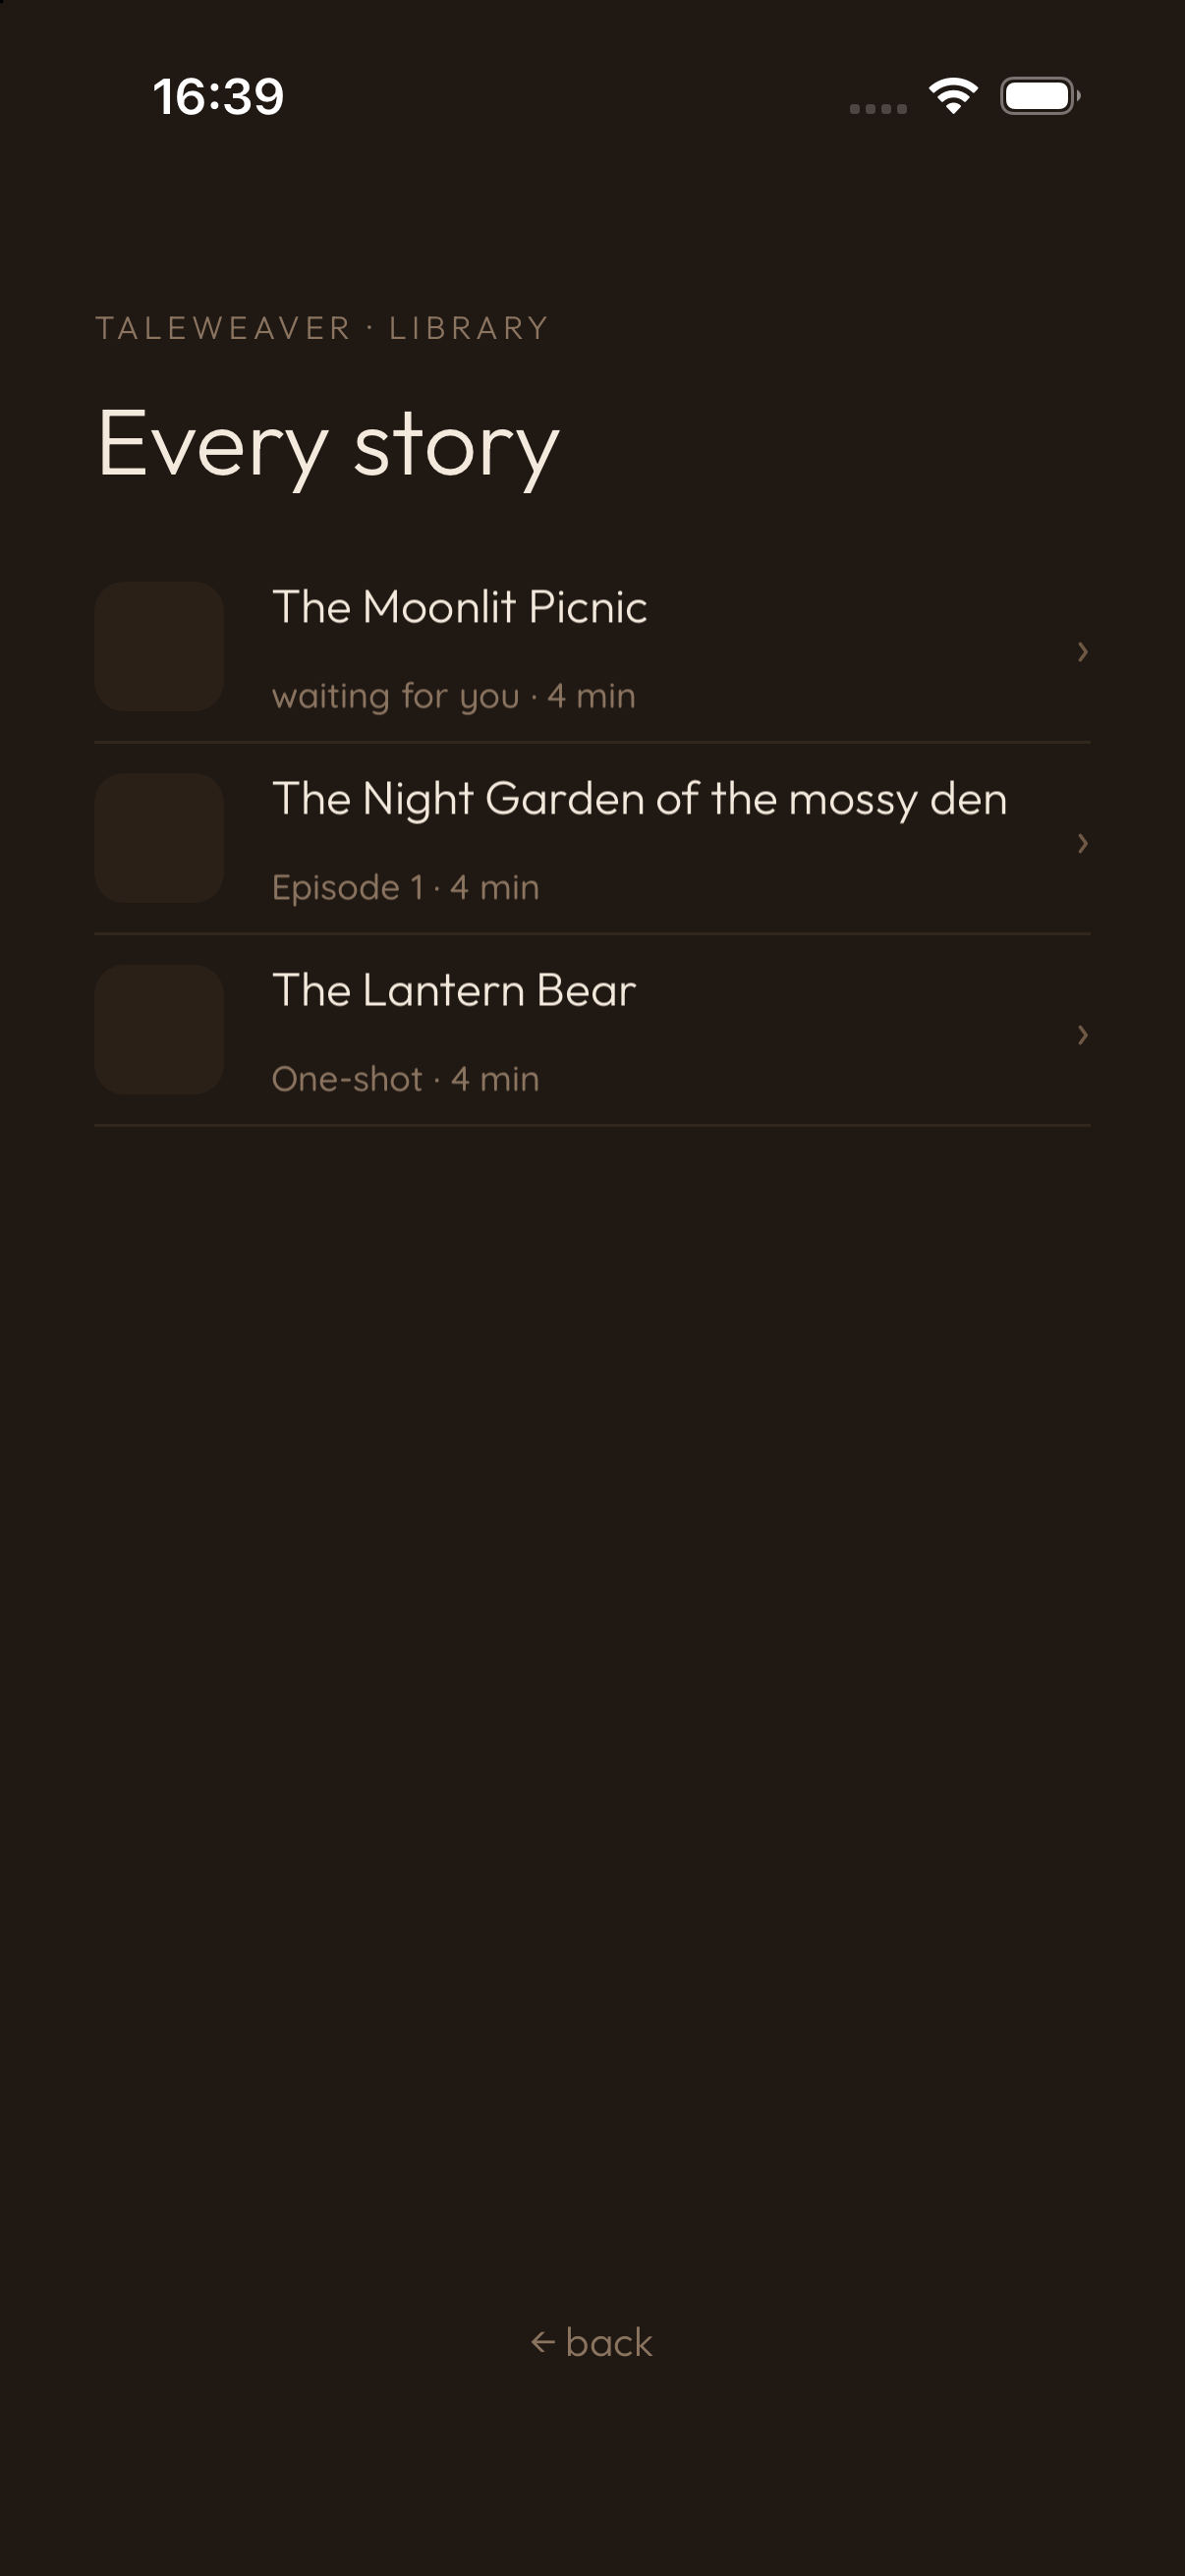 16:39
TALEWEAVER · LIBRARY
Every story
The Moonlit Picnic
waiting for you · 4 min
›
The Night Garden of the mossy den
Episode 1 · 4 min
›
The Lantern Bear
One-shot · 4 min
›
← back